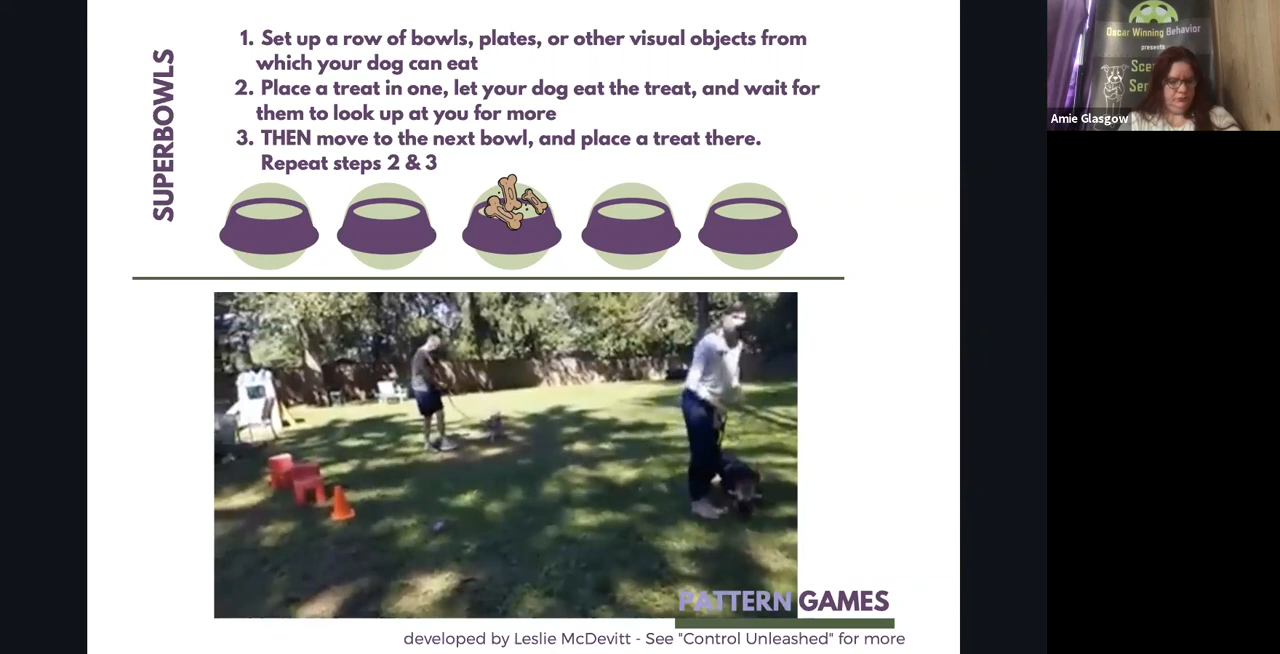 SUPERBOWLS
1. Set up a row of bowls, plates, or other visual objects from
which your dog can eat
2. Place a treat in one, let your dog eat the treat, and wait for
them to look up at you for more
3. THEN move to the next bowl, and place a treat there.
Repeat steps 2 & 3
PATTERN GAMES
developed by Leslie McDevitt - See "Control Unleashed" for more
Oscar Winning Behavior
presents
Amie Glasgow